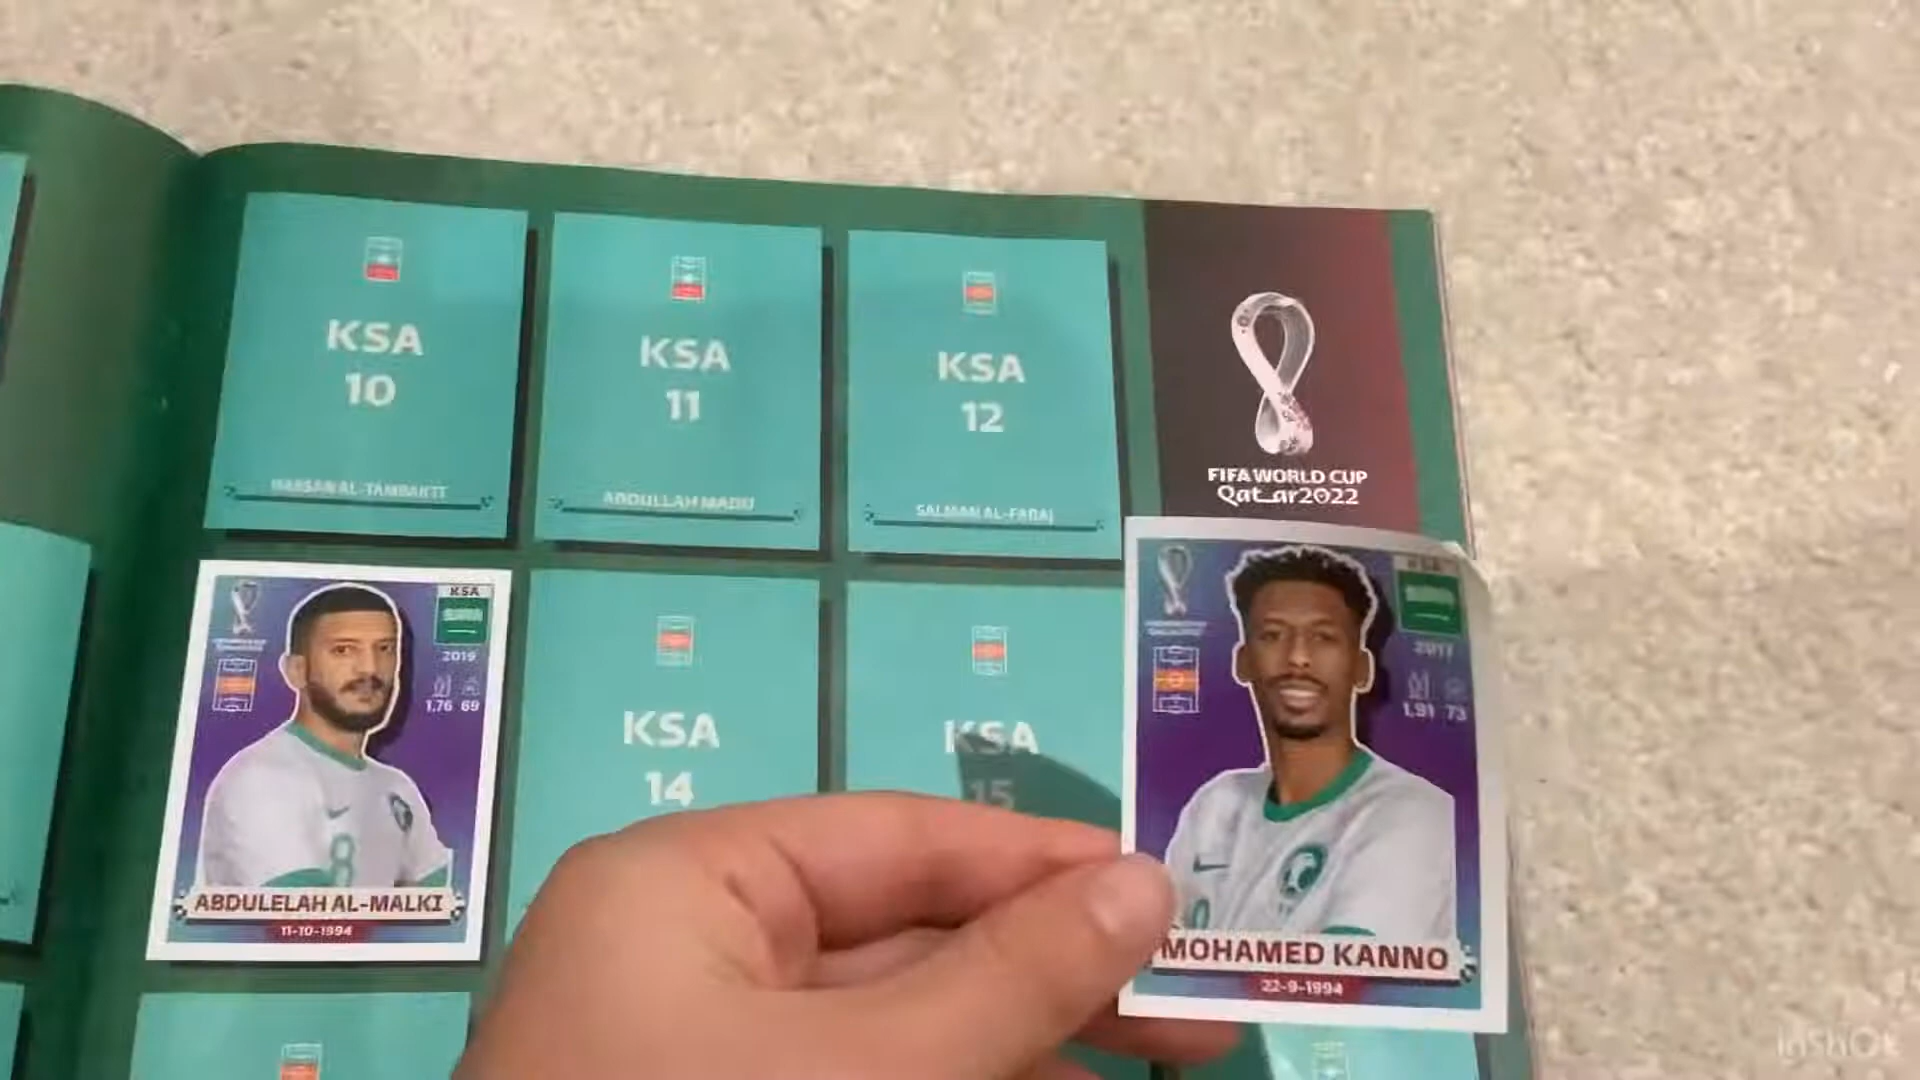 KSA
10
HASSAN AL-TAMBAKTI
KSA
11
ABDULLAH MADU
KSA
12
SALMAN AL-FARAJ
FIFA WORLD CUP
Qatar2022
KSA
2019
1,76 69
ABDULELAH AL-MALKI
11-10-1994
8
KSA
14
KSA
15
KSA
2017
1,91 73
MOHAMED KANNO
22-9-1994
InShOt